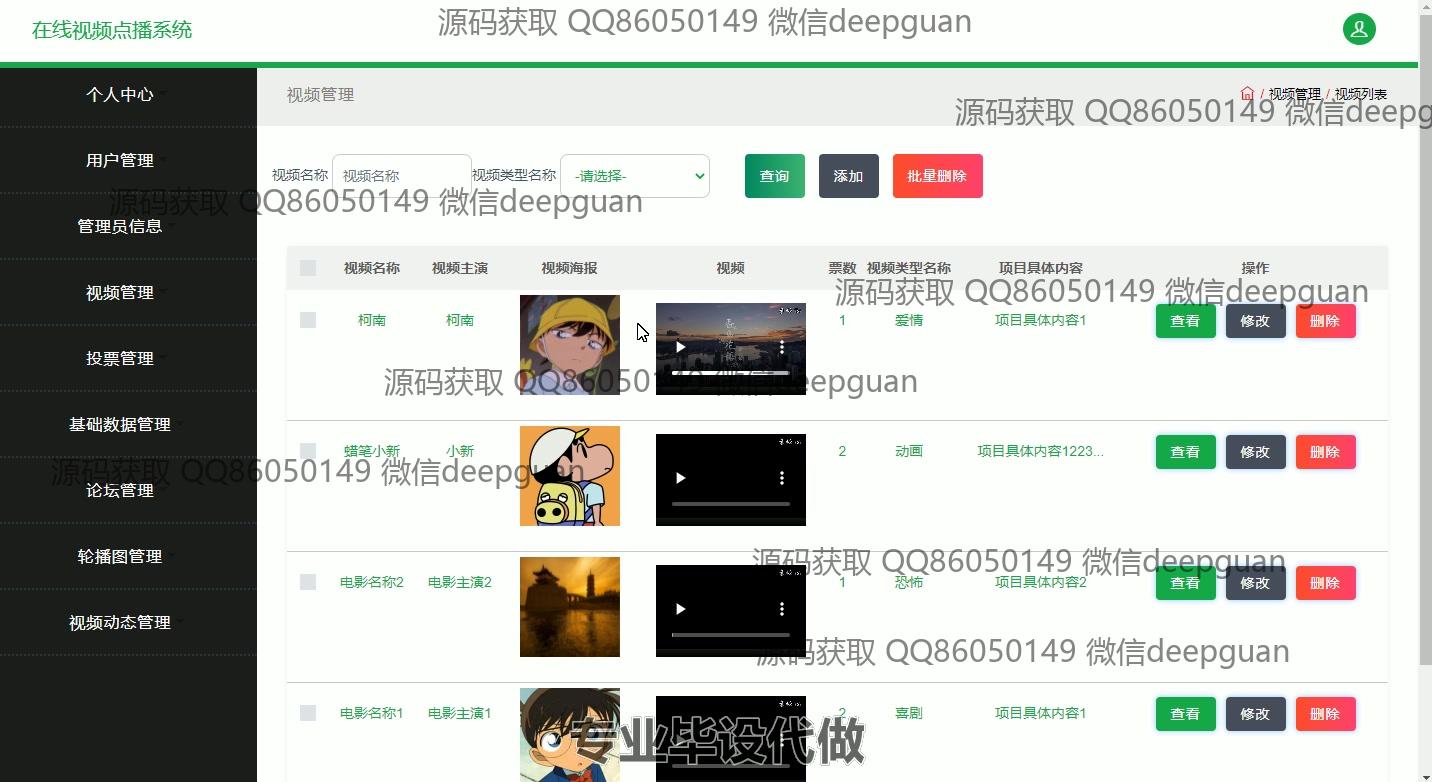 在线视频点播系统
源码获取 QQ86050149 微信deepguan
个人中心
用户管理
管理员信息
视频管理
投票管理
基础数据管理
论坛管理
轮播图管理
视频动态管理
视频管理
/ 视频管理 / 视频列表
源码获取 QQ86050149 微信deepg
视频名称 视频名称 视频类型名称 -请选择- 查询 添加 批量删除
源码获取 QQ86050149 微信deepguan
视频名称 视频主演 视频海报 视频 票数 视频类型名称 项目具体内容 操作
源码获取 QQ86050149 微信deepguan
柯南 柯南 1 爱情 项目具体内容1 查看 修改 删除
源码获取 QQ86050149 微信deepguan
蜡笔小新 小新 2 动画 项目具体内容1223... 查看 修改 删除
源码获取 QQ86050149 微信deepguan
源码获取 QQ86050149 微信deepguan
电影名称2 电影主演2 1 恐怖 项目具体内容2 查看 修改 删除
源码获取 QQ86050149 微信deepguan
电影名称1 电影主演1 2 喜剧 项目具体内容1 查看 修改 删除
专业毕设代做